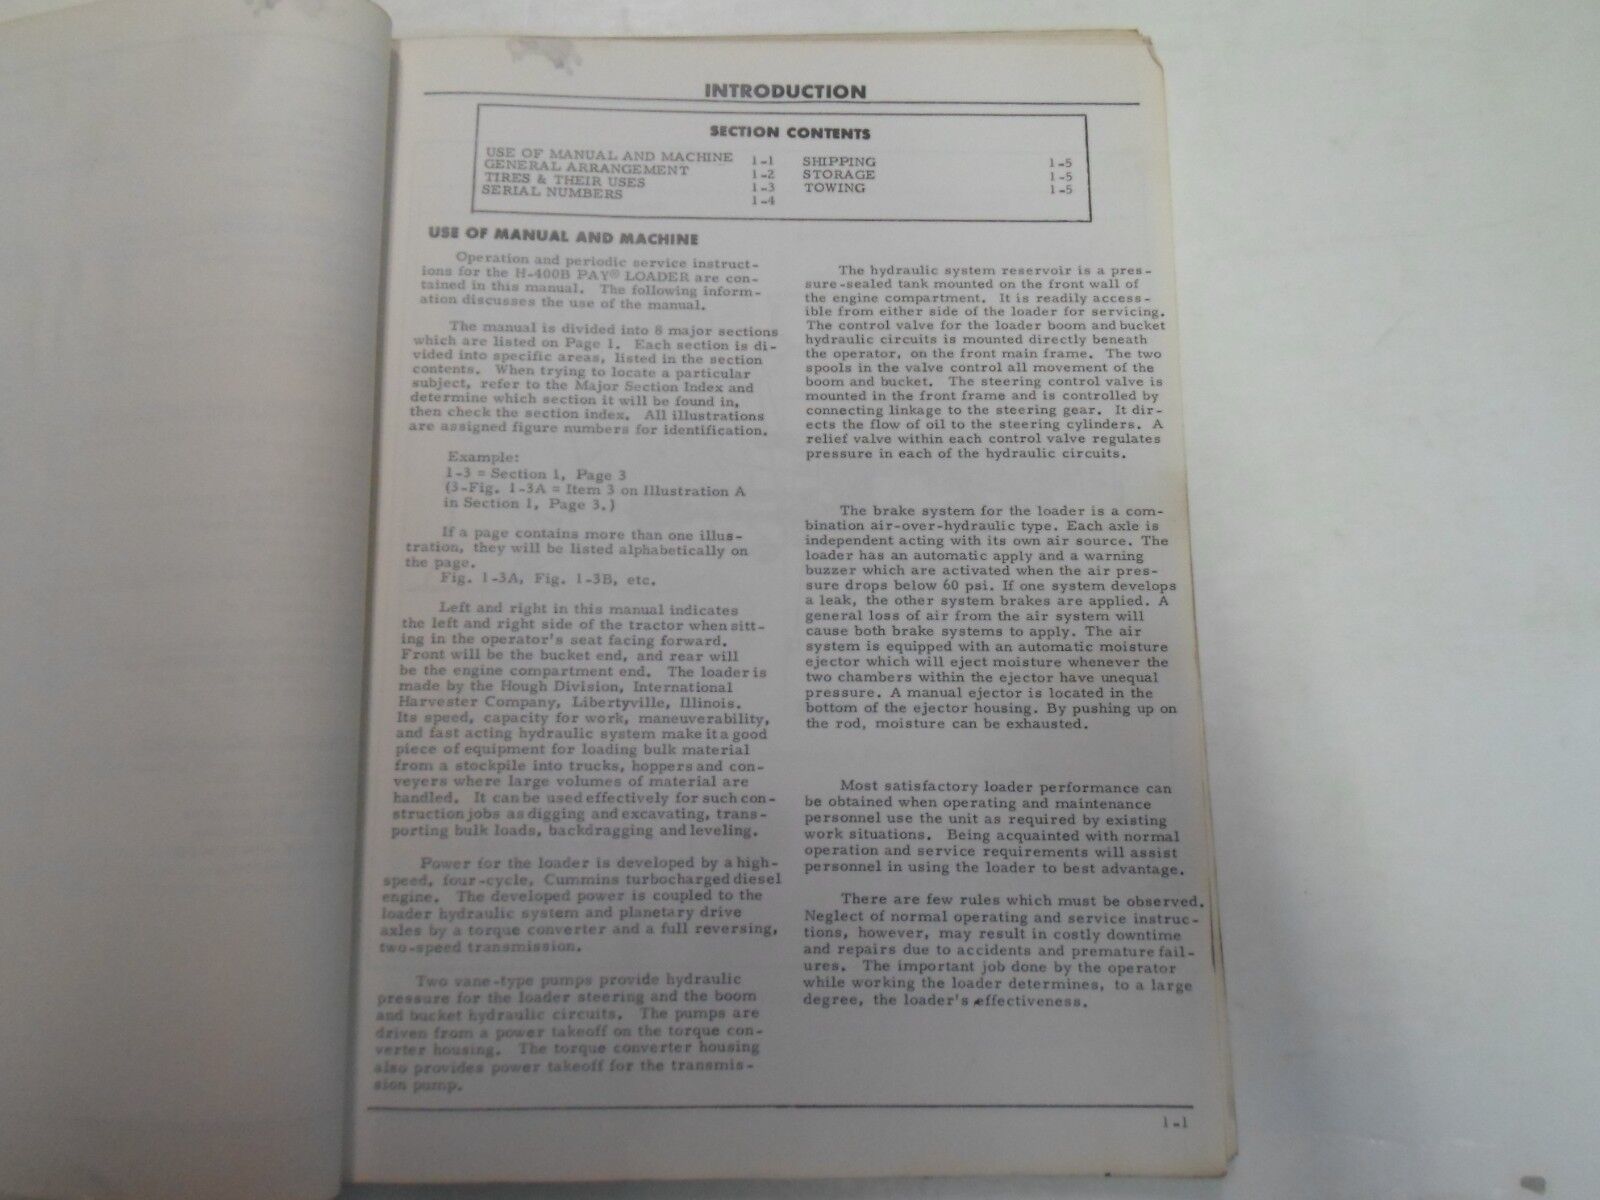 INTRODUCTION
SECTION CONTENTS
USE OF MANUAL AND MACHINE 1-1
GENERAL ARRANGEMENT 1-2
TIRES & THEIR USES 1-3
SERIAL NUMBERS 1-4
SHIPPING 1-5
STORAGE 1-5
TOWING 1-5
USE OF MANUAL AND MACHINE
Operation and periodic service instruct-
ions for the H-400B PAY® LOADER are con-
tained in this manual. The following inform-
ation discusses the use of the manual.
The manual is divided into 8 major sections
which are listed on Page 1. Each section is di-
vided into specific areas, listed in the section
contents. When trying to locate a particular
subject, refer to the Major Section Index and
determine which section it will be found in,
then check the section index. All illustrations
are assigned figure numbers for identification.
Example:
1-3 = Section 1, Page 3
(3-Fig. 1-3A = Item 3 on Illustration A
in Section 1, Page 3.)
If a page contains more than one illus-
tration, they will be listed alphabetically on
the page.
Fig. 1-3A, Fig. 1-3B, etc.
Left and right in this manual indicates
the left and right side of the tractor when sitt-
ing in the operator's seat facing forward.
Front will be the bucket end, and rear will
be the engine compartment end. The loader is
made by the Hough Division, International
Harvester Company, Libertyville, Illinois.
Its speed, capacity for work, maneuverability,
and fast acting hydraulic system make it a good
piece of equipment for loading bulk material
from a stockpile into trucks, hoppers and con-
veyers where large volumes of material are
handled. It can be used effectively for such con-
struction jobs as digging and excavating, trans-
porting bulk loads, backdragging and leveling.
Power for the loader is developed by a high-
speed, four-cycle, Cummins turbocharged diesel
engine. The developed power is coupled to the
loader hydraulic system and planetary drive
axles by a torque converter and a full reversing,
two-speed transmission.
Two vane-type pumps provide hydraulic
pressure for the loader steering and the boom
and bucket hydraulic circuits. The pumps are
driven from a power takeoff on the torque con-
verter housing. The torque converter housing
also provides power takeoff for the transmis-
sion pump.
The hydraulic system reservoir is a pres-
sure-sealed tank mounted on the front wall of
the engine compartment. It is readily access-
ible from either side of the loader for servicing.
The control valve for the loader boom and bucket
hydraulic circuits is mounted directly beneath
the operator, on the front main frame. The two
spools in the valve control all movement of the
boom and bucket. The steering control valve is
mounted in the front frame and is controlled by
connecting linkage to the steering gear. It dir-
ects the flow of oil to the steering cylinders. A
relief valve within each control valve regulates
pressure in each of the hydraulic circuits.
The brake system for the loader is a com-
bination air-over-hydraulic type. Each axle is
independent acting with its own air source. The
loader has an automatic apply and a warning
buzzer which are activated when the air pres-
sure drops below 60 psi. If one system develops
a leak, the other system brakes are applied. A
general loss of air from the air system will
cause both brake systems to apply. The air
system is equipped with an automatic moisture
ejector which will eject moisture whenever the
two chambers within the ejector have unequal
pressure. A manual ejector is located in the
bottom of the ejector housing. By pushing up on
the rod, moisture can be exhausted.
Most satisfactory loader performance can
be obtained when operating and maintenance
personnel use the unit as required by existing
work situations. Being acquainted with normal
operation and service requirements will assist
personnel in using the loader to best advantage.
There are few rules which must be observed.
Neglect of normal operating and service instruc-
tions, however, may result in costly downtime
and repairs due to accidents and premature fail-
ures. The important job done by the operator
while working the loader determines, to a large
degree, the loader's effectiveness.
1-1